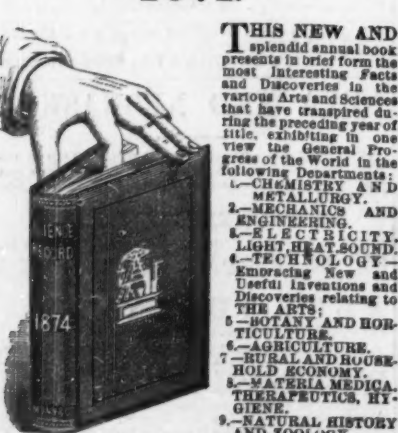 IENCE
RECORD
1874
THIS NEW AND
splendid annual book
presents in brief form the
most Interesting Facts
and Discoveries in the
various Arts and Sciences
that have transpired du-
ring the preceding year of
title, exhibiting in one
view the General Pro-
gress of the World in the
following Departments:
1.—CHEMISTRY AND
METALLURGY.
2.—MECHANICS AND
ENGINEERING.
3.—ELECTRICITY,
LIGHT, HEAT, SOUND.
4.—TECHNOLOGY—
Embracing New and
Useful Inventions and
Discoveries relating to
THE ARTS;
5—BOTANY AND HOR-
TICULTURE.
6.—AGRICULTURE.
7—RURAL AND HOUSE-
HOLD ECONOMY.
8.—MATERIA MEDICA,
THERAPEUTICS, HY-
GIENE.
9.—NATURAL HISTORY
AND ZOOLOGY.